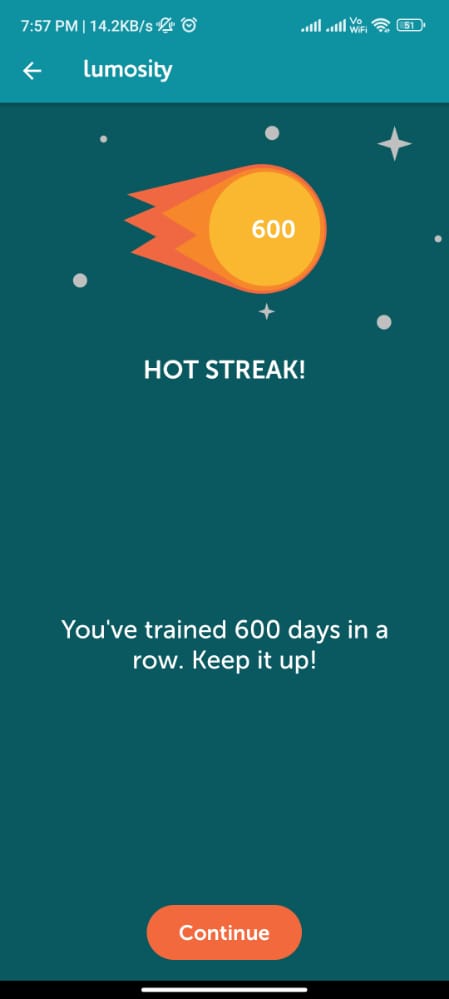 7:57 PM | 14.2KB/s
Vo
WiFi
51
lumosity
600
HOT STREAK!
You've trained 600 days in a
row. Keep it up!
Continue